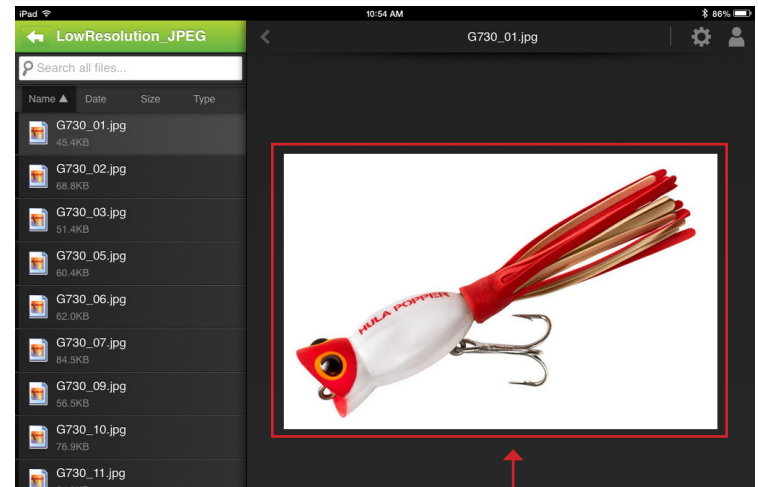 iPad
10:54 AM
86%
LowResolution_JPEG
G730_01.jpg
Search all files...
Name
Date
Size
Type
G730_01.jpg
45.4KB
G730_02.jpg
68.8KB
G730_03.jpg
51.4KB
G730_05.jpg
60.4KB
G730_06.jpg
62.0KB
G730_07.jpg
84.5KB
G730_09.jpg
56.5KB
G730_10.jpg
76.9KB
G730_11.jpg
HULA POPPER